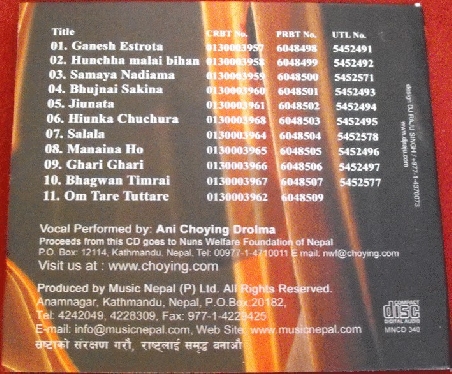 Title CRBT No. PRBT No. UTL No.
01. Ganesh Estrota 0130003957 6048498 5452491
02. Hunchha malai bihan 0130003958 6048499 5452492
03. Samaya Nadiama 0130003959 6048500 5452571
04. Bhujnai Sakina 0130003960 6048501 5452493
05. Jiunata 0130003961 6048502 5452494
06. Hiunka Chuchura 0130003968 6048503 5452495
07. Salala 0130003964 6048504 5452578
08. Manaina Ho 0130003965 6048505 5452496
09. Ghari Ghari 0130003966 6048506 5452497
10. Bhagwan Timrai 0130003967 6048507 5452577
11. Om Tare Tuttare 0130003962 6048509
Vocal Performed by: Ani Choying Drolma
Proceeds from this CD goes to Nuns Welfare Foundation of Nepal
P.O. Box: 12114, Kathmandu, Nepal, Tel: 00977-1-4710011 E mail: nwf@choying.com
Visit us at : www.choying.com
Produced by Music Nepal (P) Ltd. All Rights Reserved.
Anamnagar, Kathmandu, Nepal, P.O.Box 20182,
Tel: 4242049, 4228309, Fax: 977-1-4223425
E-mail: info@musicnepal.com, Web Site: www.musicnepal.com
स्रष्टाको संरक्षण गरौं, राष्ट्रलाई समृद्ध बनाऔं
COMPACT
disc
DIGITAL AUDIO
MNCD 340